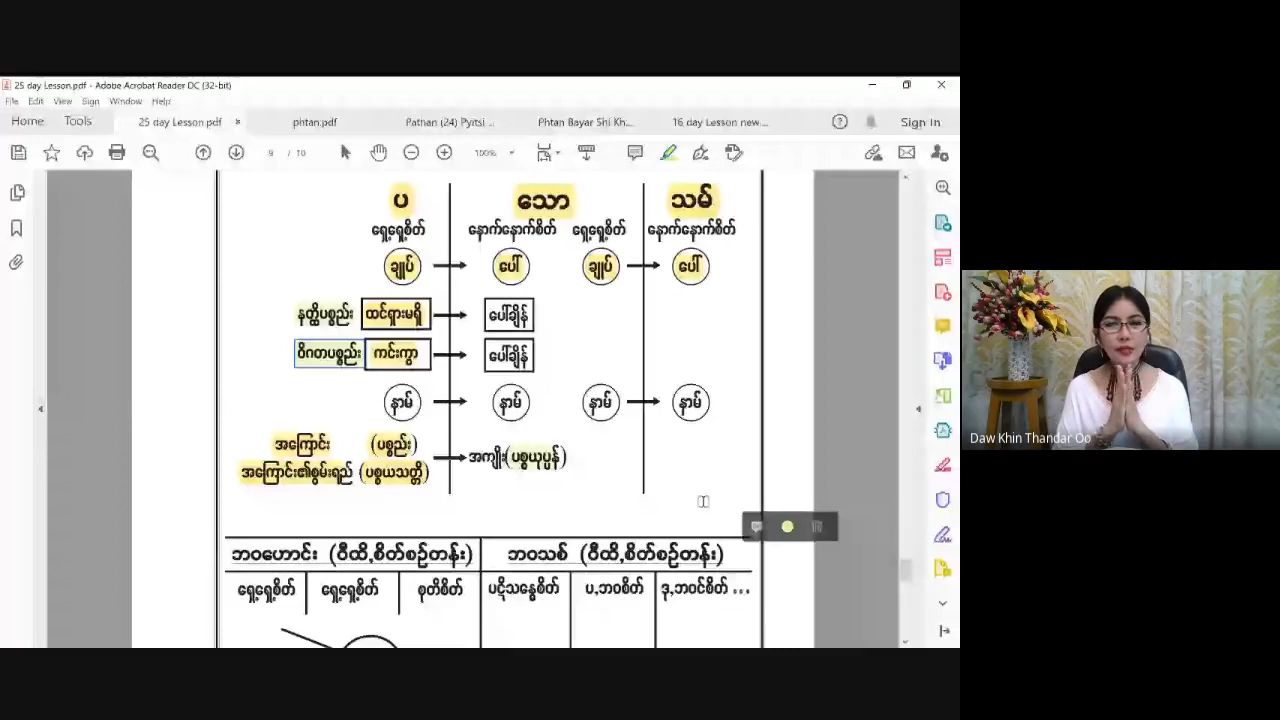 25 day Lesson.pdf - Adobe Acrobat Reader DC (32-bit)
File Edit View Sign Window Help
Home Tools 25 day Lesson.pdf × phtan.pdf Pathan (24) Pyitsi ... Phtan Bayar Shi Kh... 16 day Lesson new.... Sign In
9 / 10 100%
ပ သော သမ်
ရှေ့ရှေ့စိတ် နောက်နောက်စိတ် ရှေ့ရှေ့စိတ် နောက်နောက်စိတ်
ချုပ် ပေါ် ချုပ် ပေါ်
နတ္ထိပစ္စည်း ထင်ရှားမရှိ ပေါ်ချိန်
ဝိဂတပစ္စည်း ကင်းကွာ ပေါ်ချိန်
နာမ် နာမ် နာမ် နာမ်
အကြောင်း (ပစ္စည်း)
အကြောင်း၏စွမ်းရည် (ပစ္စယသတ္တိ) အကျိုး(ပစ္စယုပ္ပန်)
ဘဝဟောင်း (ဝီထိ,စိတ်စဉ်တန်း) ဘဝသစ် (ဝီထိ,စိတ်စဉ်တန်း)
ရှေ့ရှေ့စိတ် ရှေ့ရှေ့စိတ် စုတိစိတ် ပဋိသန္ဓေစိတ် ပ,ဘဝစိတ် ဒု,ဘဝင်စိတ် ...
Daw Khin Thandar Oo